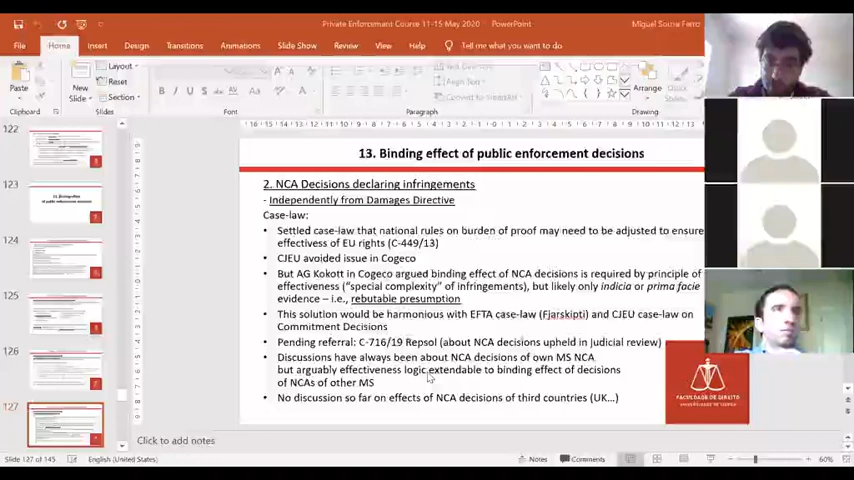 Private Enforcement Course 11-15 May 2020 - PowerPoint
Miguel Sousa Ferro
File Home Insert Design Transitions Animations Slide Show Review View Help Tell me what you want to do
Paste
New
Slide
Layout
Reset
Section
Arrange
Clipboard Slides Font Paragraph Drawing
122
123
124
125
126
127
13. Binding effect of public enforcement decisions
2. NCA Decisions declaring infringements
- Independently from Damages Directive
Case-law:
• Settled case-law that national rules on burden of proof may need to be adjusted to ensure
effectives of EU rights (C-449/13)
• CJEU avoided issue in Cogeco
• But AG Kokott in Cogeco argued binding effect of NCA decisions is required by principle of
effectiveness ("special complexity" of infringements), but likely only indicia or prima facie
evidence – i.e., rebutable presumption
• This solution would be harmonious with EFTA case-law (Fjarskipti) and CJEU case-law on
Commitment Decisions
• Pending referral: C-716/19 Repsol (about NCA decisions upheld in Judicial review)
• Discussions have always been about NCA decisions of own MS NCA
but arguably effectiveness logic extendable to binding effect of decisions
of NCAs of other MS
• No discussion so far on effects of NCA decisions of third countries (UK...)
FACULDADE DE DIREITO
UNIVERSIDADE DE LISBOA
Click to add notes
Slide 127 of 145 English (United States) Notes Comments 60%